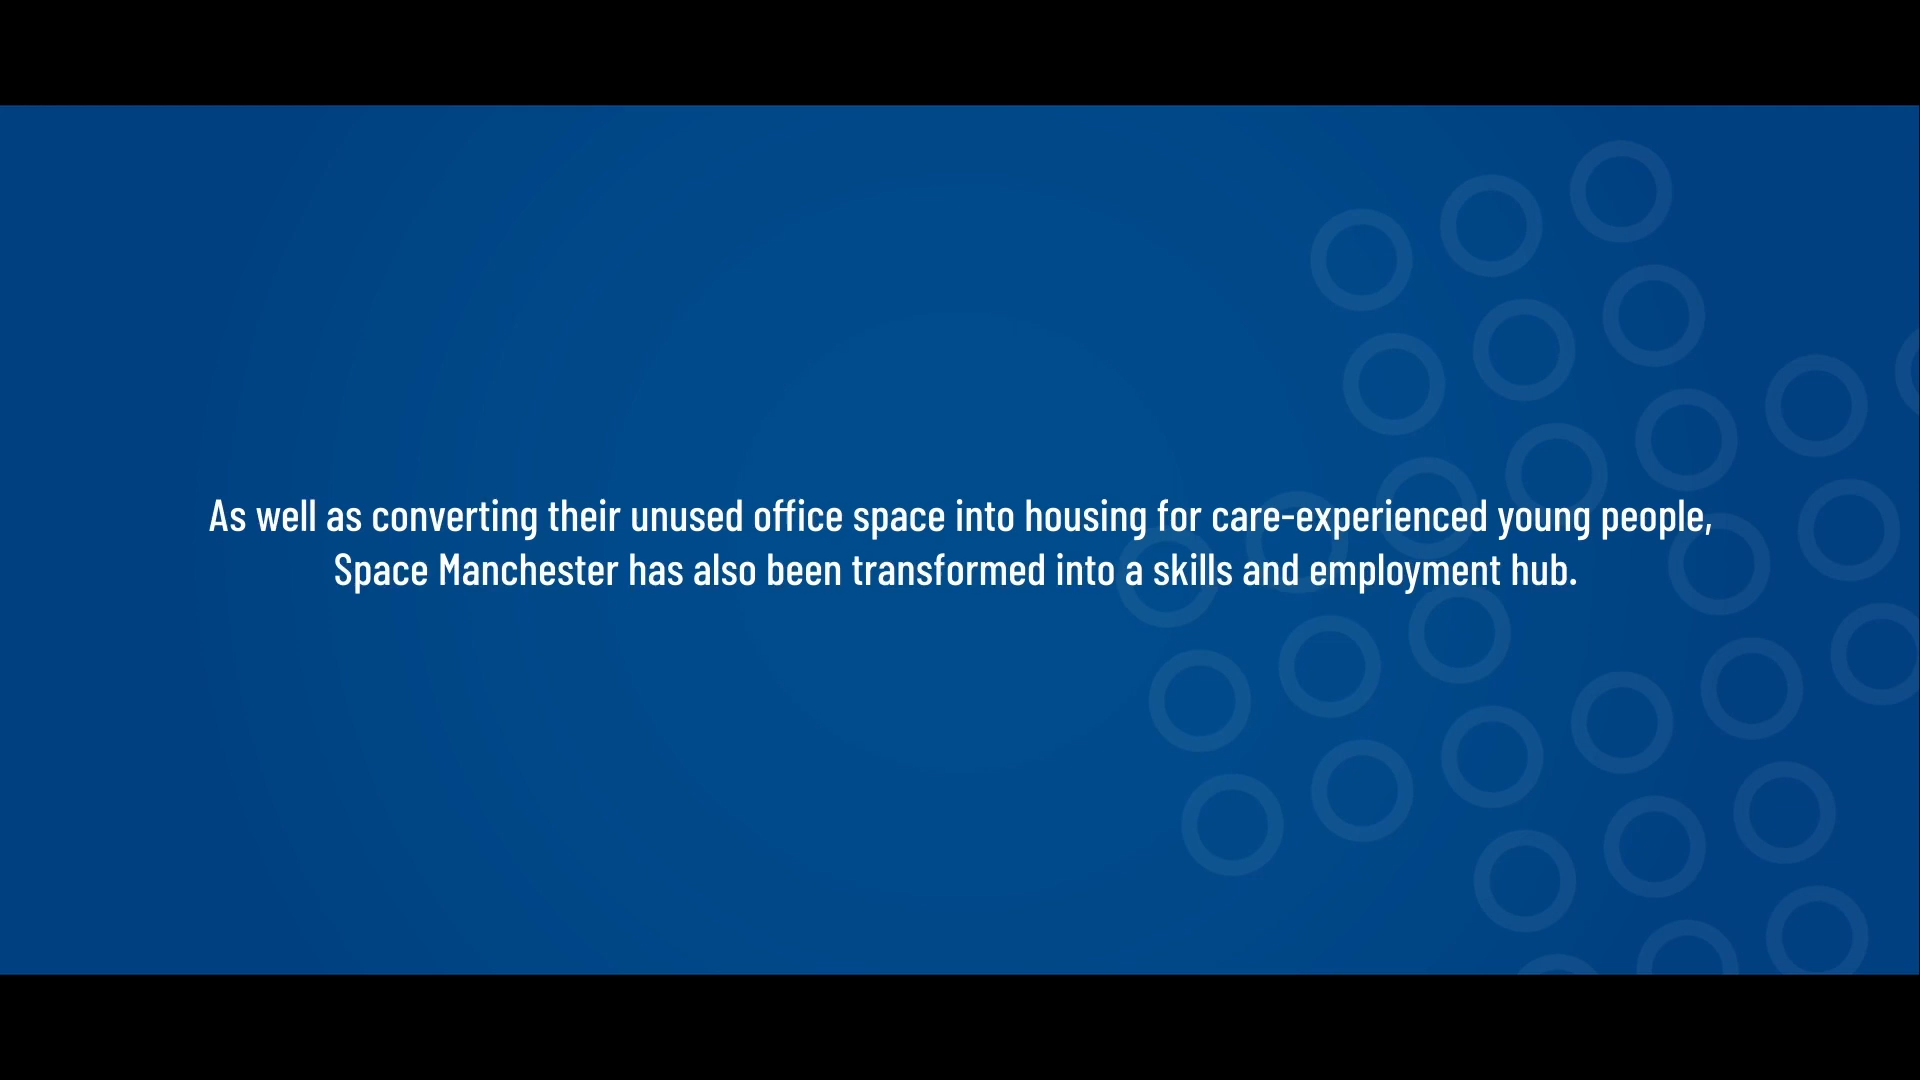 As well as converting their unused office space into housing for care-experienced young people,
Space Manchester has also been transformed into a skills and employment hub.